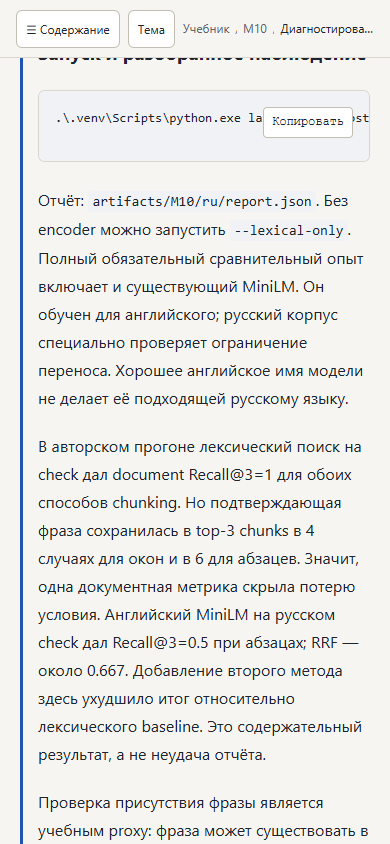 ☰ Содержание
Тема
Учебник , M10 , Диагностирова...
Запуск и разобранное наблюдение
.\.venv\Scripts\python.exe la
Копировать
ost
Отчёт: artifacts/M10/ru/report.json. Без
encoder можно запустить --lexical-only.
Полный обязательный сравнительный опыт
включает и существующий MiniLM. Он
обучен для английского; русский корпус
специально проверяет ограничение
переноса. Хорошее английское имя модели
не делает её подходящей русскому языку.
В авторском прогоне лексический поиск на
check дал document Recall@3=1 для обоих
способов chunking. Но подтверждающая
фраза сохранилась в top-3 chunks в 4
случаях для окон и в 6 для абзацев. Значит,
одна документная метрика скрыла потерю
условия. Английский MiniLM на русском
check дал Recall@3=0.5 при абзацах; RRF —
около 0.667. Добавление второго метода
здесь ухудшило итог относительно
лексического baseline. Это содержательный
результат, а не неудача отчёта.
Проверка присутствия фразы является
учебным proxy: фраза может существовать в